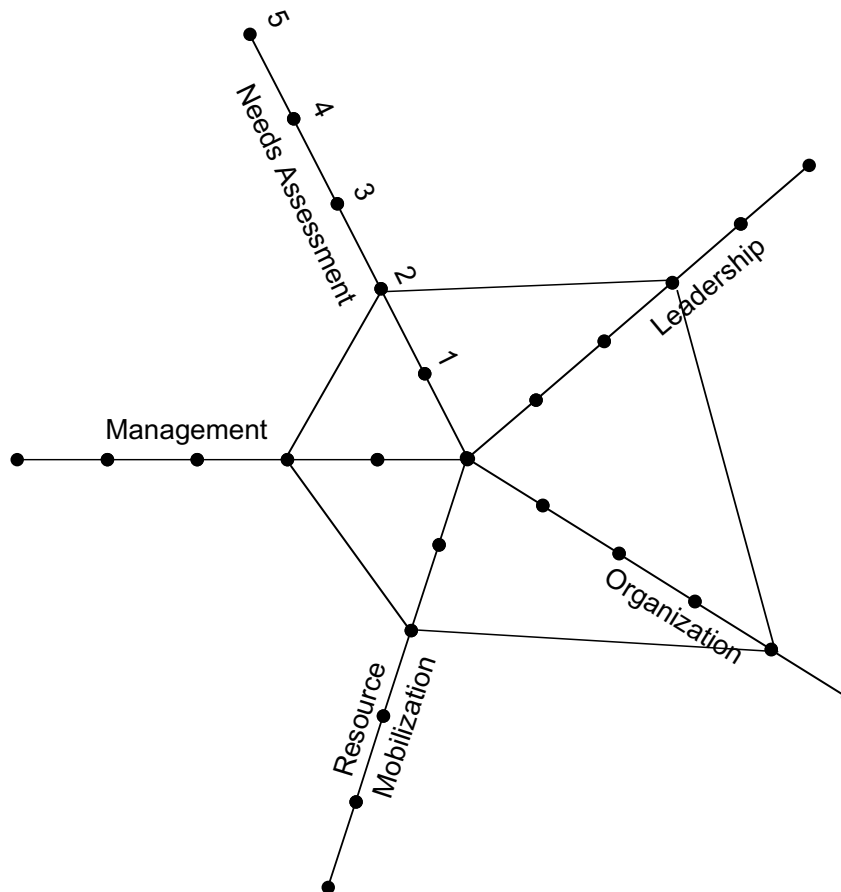 5
4
Needs Assessment
3
2
Leadership
1
Management
Organization
Resource
Mobilization